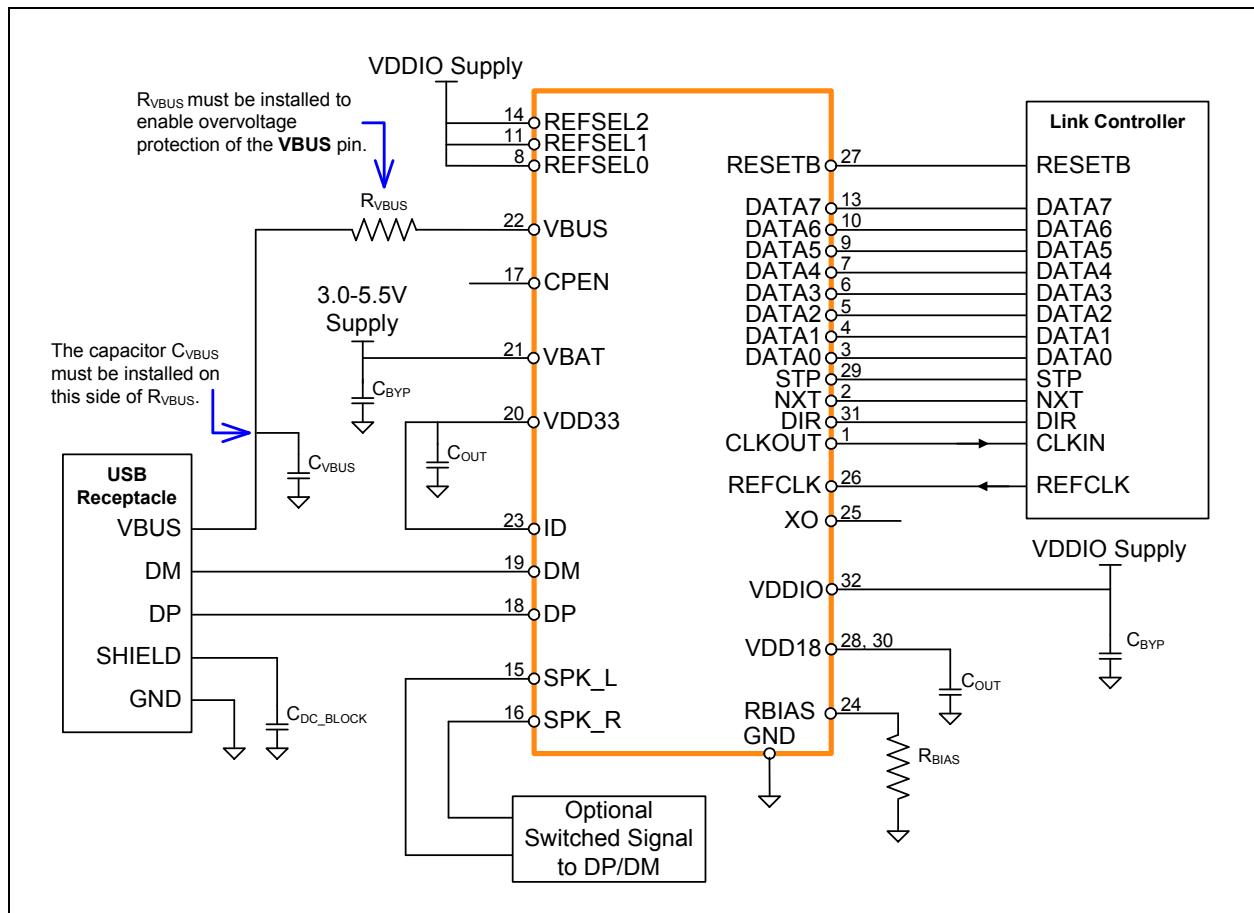 VDDIO Supply
RVBUS must be installed to
enable overvoltage
protection of the VBUS pin.
RVBUS
14
REFSEL2
11
REFSEL1
8
REFSEL0
22
VBUS
17
CPEN
3.0-5.5V
Supply
21
VBAT
CBYP
The capacitor CVBUS
must be installed on
this side of RVBUS.
20
VDD33
COUT
CVBUS
23
ID
19
DM
18
DP
15
SPK_L
16
SPK_R
USB
Receptacle
VBUS
DM
DP
SHIELD
GND
CDC_BLOCK
Optional
Switched Signal
to DP/DM
RESETB
27
DATA7
13
DATA6
10
DATA5
9
DATA4
7
DATA3
6
DATA2
5
DATA1
4
DATA0
3
STP
29
NXT
2
DIR
31
CLKOUT
1
REFCLK
26
XO
25
VDDIO
32
VDD18
28, 30
COUT
RBIAS
24
GND
RBIAS
Link Controller
RESETB
DATA7
DATA6
DATA5
DATA4
DATA3
DATA2
DATA1
DATA0
STP
NXT
DIR
CLKIN
REFCLK
VDDIO Supply
CBYP